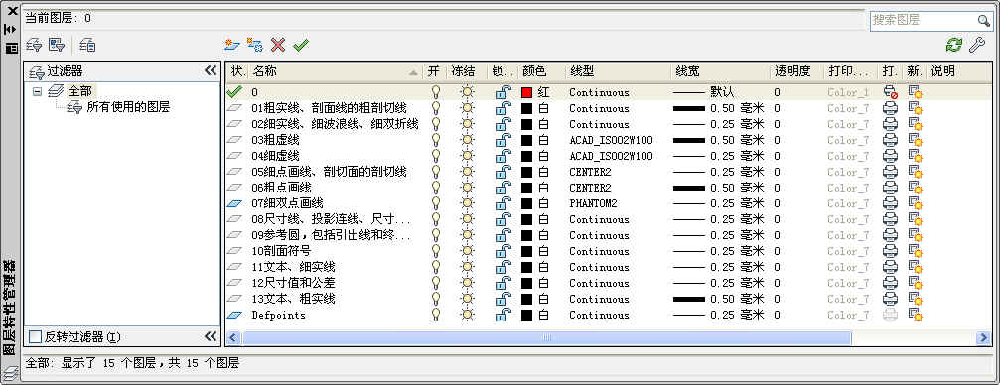 当前图层: 0
搜索图层
过滤器
全部
所有使用的图层
反转过滤器(I)
图层特性管理器
状. 名称 开 冻结 锁... 颜色 线型 线宽 透明度 打印... 打. 新. 说明
0 红 Continuous 默认 0 Color_1
01粗实线、剖面线的粗剖切线 白 Continuous 0.50 毫米 0 Color_7
02细实线、细波浪线、细双折线 白 Continuous 0.25 毫米 0 Color_7
03粗虚线 白 ACAD_ISO02W100 0.50 毫米 0 Color_7
04细虚线 白 ACAD_ISO02W100 0.25 毫米 0 Color_7
05细点画线、剖切面的剖切线 白 CENTER2 0.25 毫米 0 Color_7
06粗点画线 白 CENTER2 0.50 毫米 0 Color_7
07细双点画线 白 PHANTOM2 0.25 毫米 0 Color_7
08尺寸线、投影连线、尺寸... 白 Continuous 0.25 毫米 0 Color_7
09参考圆,包括引出线和终... 白 Continuous 0.25 毫米 0 Color_7
10剖面符号 白 Continuous 0.25 毫米 0 Color_7
11文本、细实线 白 Continuous 0.25 毫米 0 Color_7
12尺寸值和公差 白 Continuous 0.25 毫米 0 Color_7
13文本、粗实线 白 Continuous 0.50 毫米 0 Color_7
Defpoints 白 Continuous 0.25 毫米 0 Color_7
全部: 显示了 15 个图层,共 15 个图层